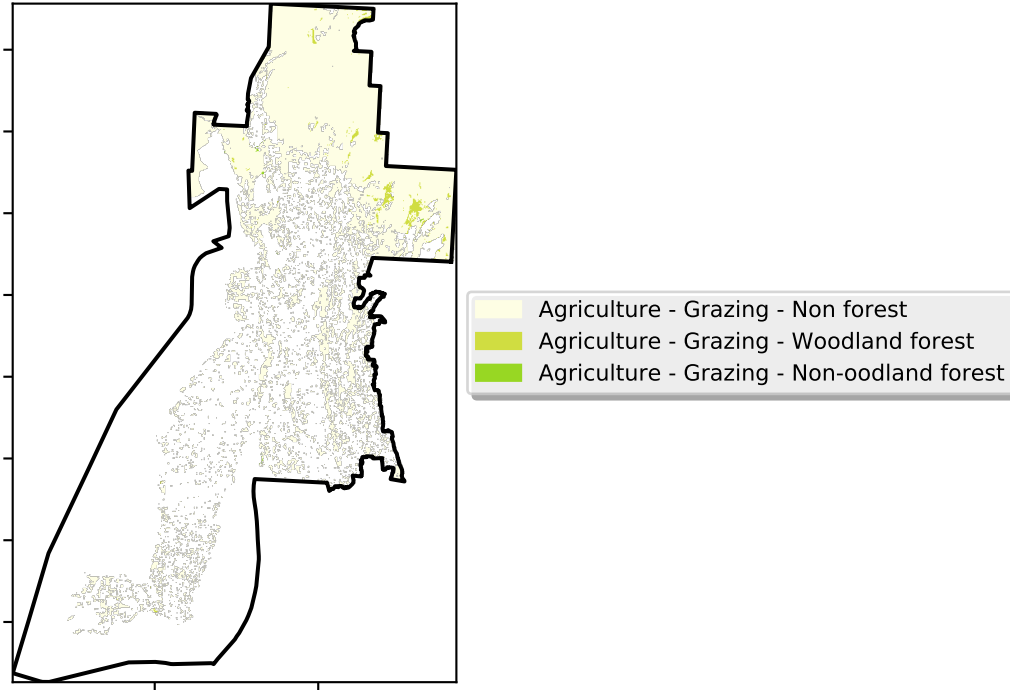 Agriculture - Grazing - Non forest
Agriculture - Grazing - Woodland forest
Agriculture - Grazing - Non-oodland forest